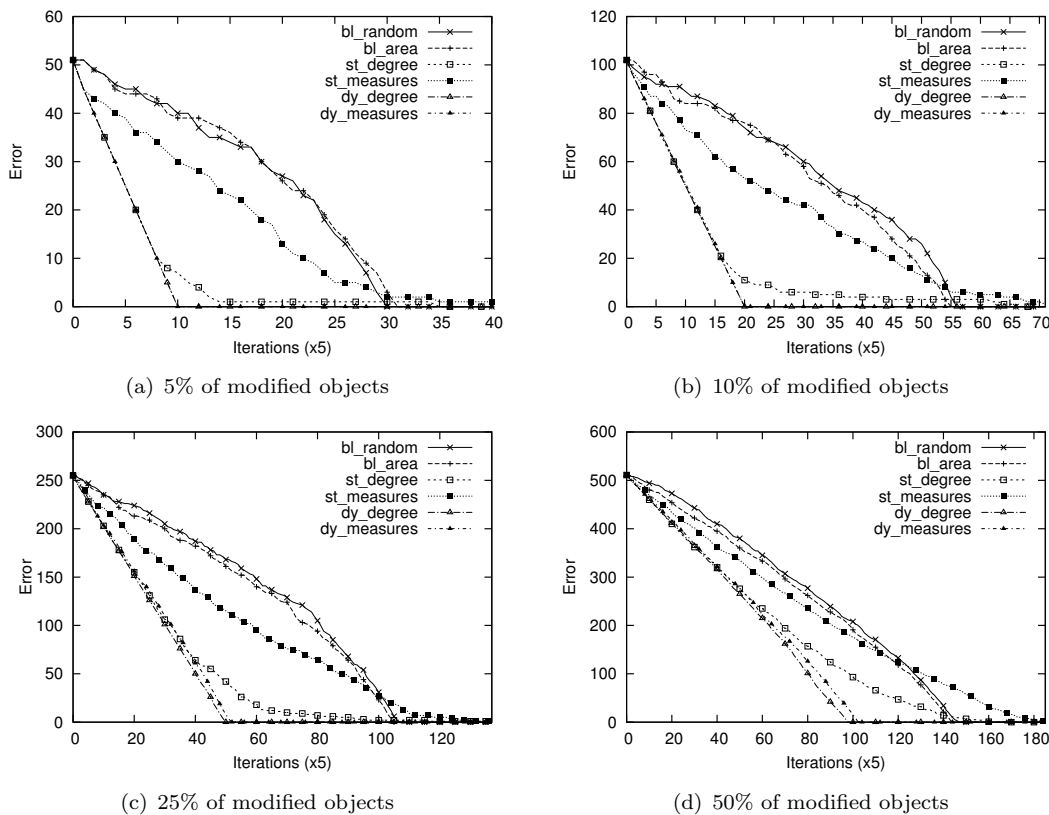 60
50
40
30
20
10
0
Error
0 5 10 15 20 25 30 35 40
Iterations (x5)
bl_random
bl_area
st_degree
st_measures
dy_degree
dy_measures
(a) 5% of modified objects
120
100
80
60
40
20
0
Error
0 5 10 15 20 25 30 35 40 45 50 55 60 65 70
Iterations (x5)
bl_random
bl_area
st_degree
st_measures
dy_degree
dy_measures
(b) 10% of modified objects
300
250
200
150
100
50
0
Error
0 20 40 60 80 100 120
Iterations (x5)
bl_random
bl_area
st_degree
st_measures
dy_degree
dy_measures
(c) 25% of modified objects
600
500
400
300
200
100
0
Error
0 20 40 60 80 100 120 140 160 180
Iterations (x5)
bl_random
bl_area
st_degree
st_measures
dy_degree
dy_measures
(d) 50% of modified objects